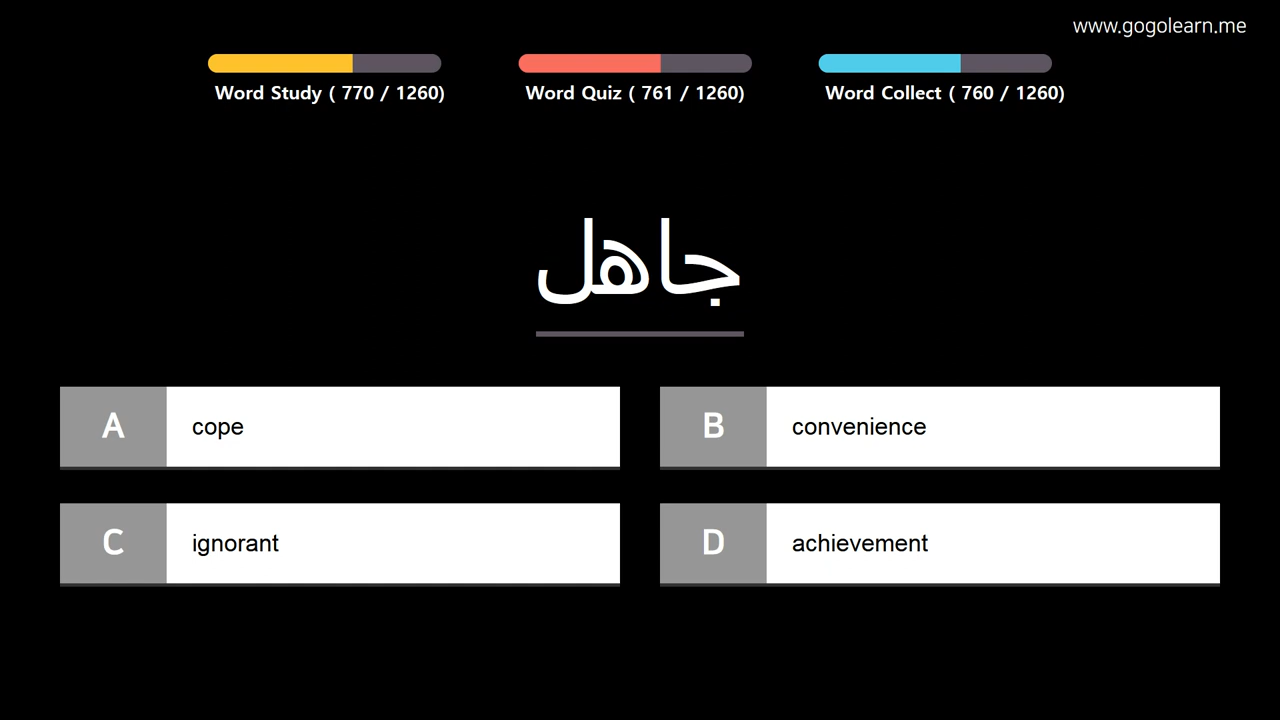 www.gogolearn.me
Word Study ( 770 / 1260)
Word Quiz ( 761 / 1260)
Word Collect ( 760 / 1260)
جاهل
A cope
B convenience
C ignorant
D achievement